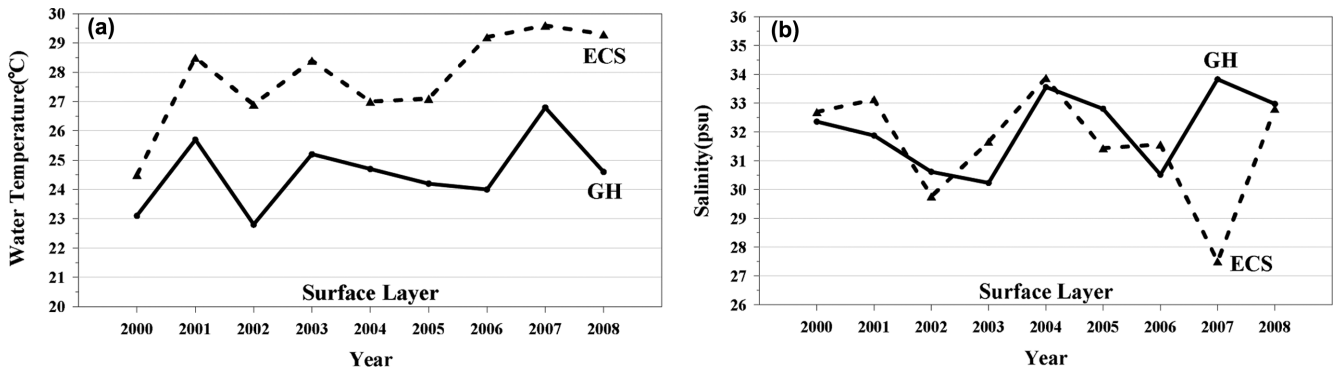 (a)
Water Temperature(℃)
30
29
28
27
26
25
24
23
22
21
20
ECS
GH
Surface Layer
2000 2001 2002 2003 2004 2005 2006 2007 2008
Year
(b)
Salinity(psu)
36
35
34
33
32
31
30
29
28
27
26
GH
ECS
Surface Layer
2000 2001 2002 2003 2004 2005 2006 2007 2008
Year